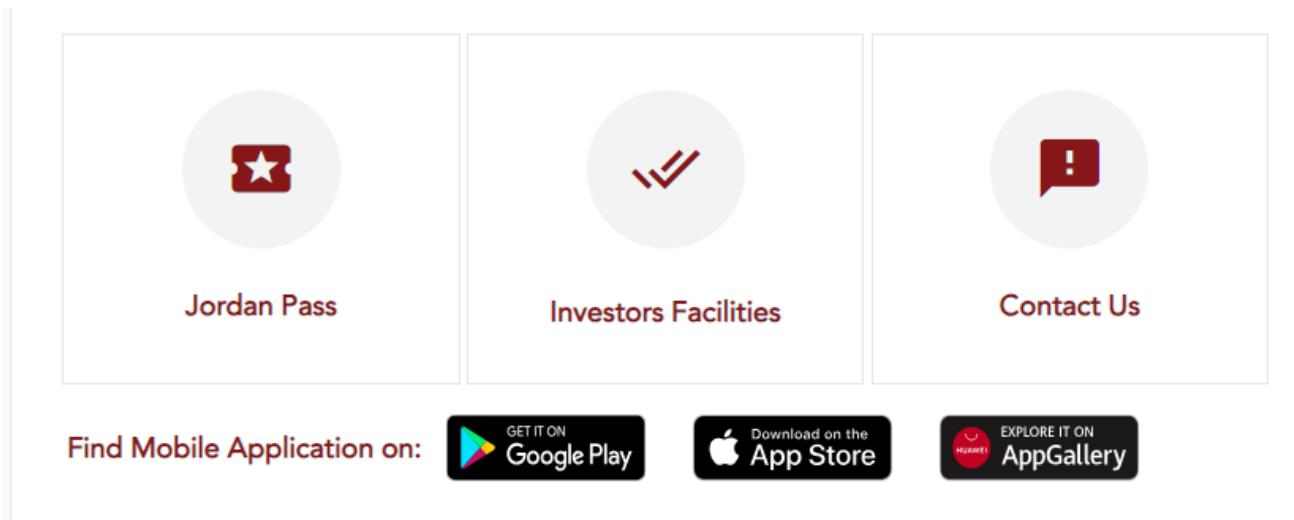 Jordan Pass
Investors Facilities
Contact Us
Find Mobile Application on:
GET IT ON
Google Play
Download on the
App Store
HUAWEI
EXPLORE IT ON
AppGallery